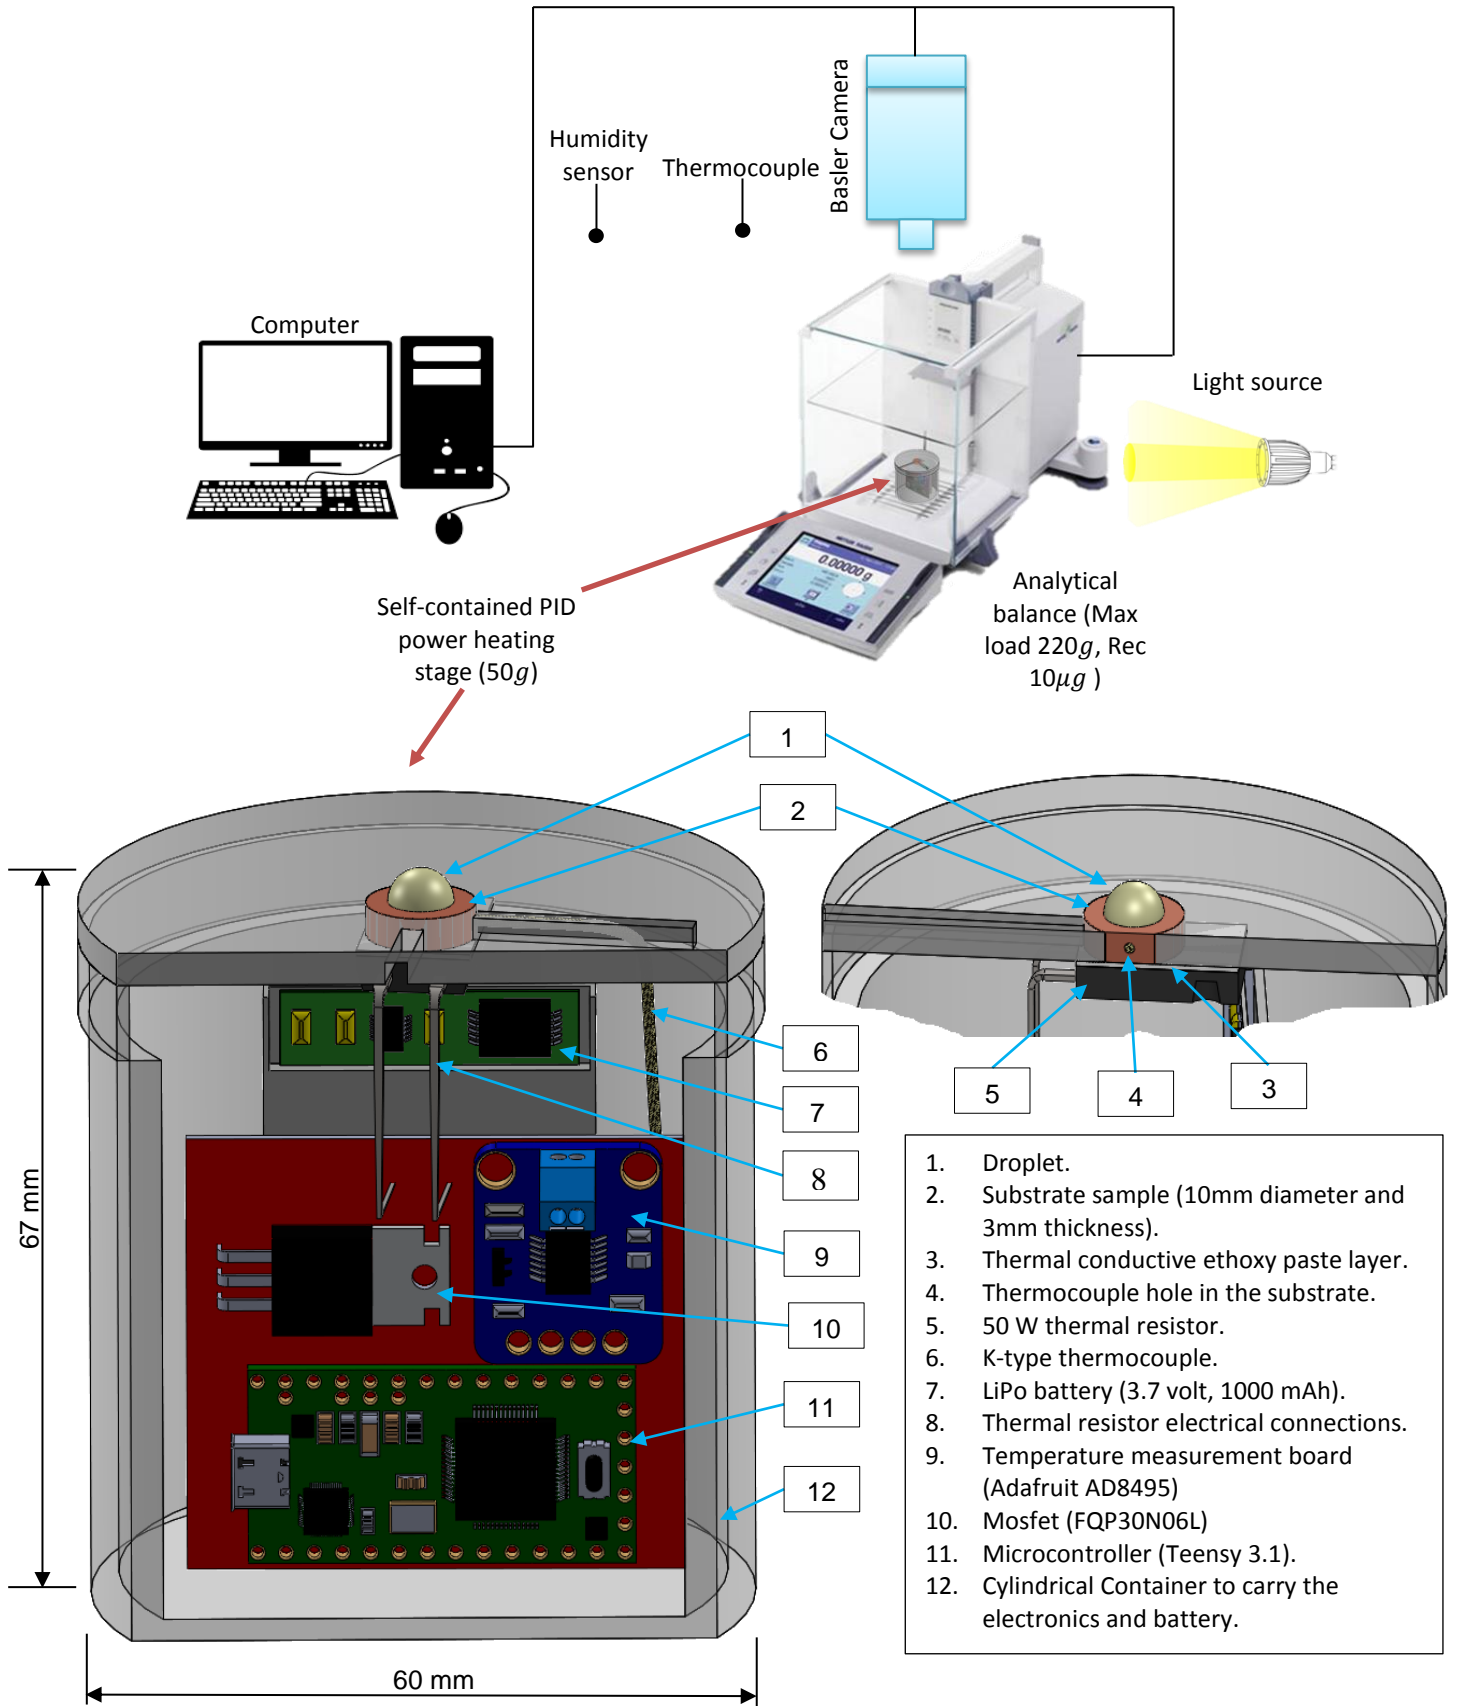 Humidity
sensor
Thermocouple
Basler Camera
Computer
Light source
0.00000 g
Analytical
balance (Max
load 220g, Rec
10µg )
Self-contained PID
power heating
stage (50g)
1
2
6
7
8
9
10
11
12
5
4
3
67 mm
60 mm
1. Droplet.
2. Substrate sample (10mm diameter and
3mm thickness).
3. Thermal conductive ethoxy paste layer.
4. Thermocouple hole in the substrate.
5. 50 W thermal resistor.
6. K-type thermocouple.
7. LiPo battery (3.7 volt, 1000 mAh).
8. Thermal resistor electrical connections.
9. Temperature measurement board
(Adafruit AD8495)
10. Mosfet (FQP30N06L)
11. Microcontroller (Teensy 3.1).
12. Cylindrical Container to carry the
electronics and battery.